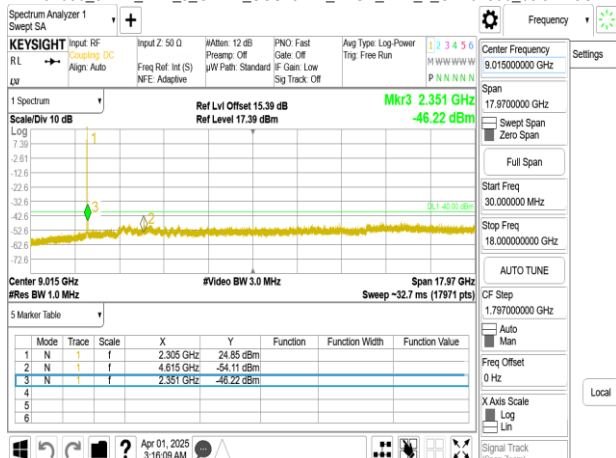 Spectrum Analyzer 1
Swept SA
Frequency
KEYSIGHT
RL
Input: RF
Coupling: DC
Align: Auto
Input Z: 50 Ω
Freq Ref: Int (S)
NFE: Adaptive
#Atten: 12 dB
Preamp: Off
µW Path: Standard
PNO: Fast
Gate: Off
IF Gain: Low
Sig Track: Off
Avg Type: Log-Power
Trig: Free Run
1 2 3 4 5 6
M W W W W W
P N N N N N
1 Spectrum
Scale/Div 10 dB
Ref Lvl Offset 15.39 dB
Ref Level 17.39 dBm
Mkr3 2.351 GHz
-46.22 dBm
Log
7.39
-2.61
-12.6
-22.6
-32.6
-42.6
-52.6
-62.6
-72.6
1
3
2
DL1 -40.00 dBm
Center 9.015 GHz
#Res BW 1.0 MHz
#Video BW 3.0 MHz
Span 17.97 GHz
Sweep ~32.7 ms (17971 pts)
5 Marker Table
Mode Trace Scale X Y Function Function Width Function Value
1 N 1 f 2.305 GHz 24.85 dBm
2 N 1 f 4.615 GHz -54.11 dBm
3 N 1 f 2.351 GHz -46.22 dBm
4
5
6
Apr 01, 2025
3:16:09 AM
Center Frequency
9.015000000 GHz
Span
17.9700000 GHz
Swept Span
Zero Span
Full Span
Start Freq
30.000000 MHz
Stop Freq
18.000000000 GHz
AUTO TUNE
CF Step
1.797000000 GHz
Auto
Man
Freq Offset
0 Hz
X Axis Scale
Log
Lin
Signal Track
Settings
Local